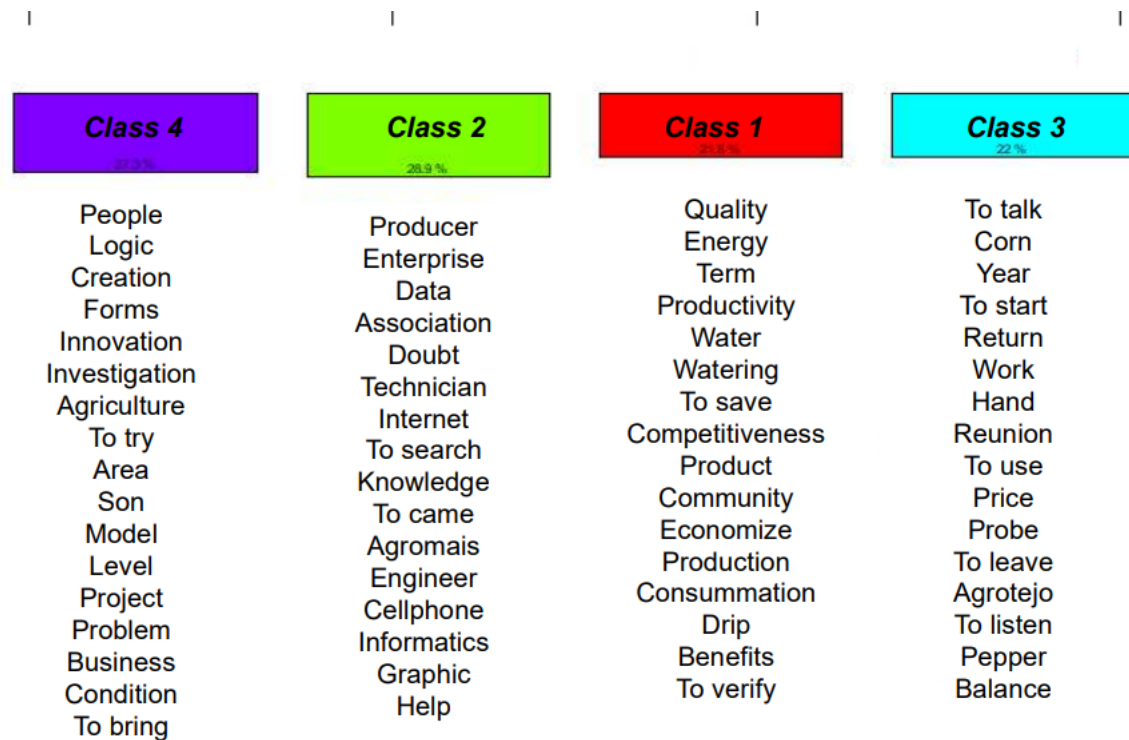 Class 4
27.3 %
People
Logic
Creation
Forms
Innovation
Investigation
Agriculture
To try
Area
Son
Model
Level
Project
Problem
Business
Condition
To bring
Class 2
28.9 %
Producer
Enterprise
Data
Association
Doubt
Technician
Internet
To search
Knowledge
To came
Agromais
Engineer
Cellphone
Informatics
Graphic
Help
Class 1
21.8 %
Quality
Energy
Term
Productivity
Water
Watering
To save
Competitiveness
Product
Community
Economize
Production
Consummation
Drip
Benefits
To verify
Class 3
22 %
To talk
Corn
Year
To start
Return
Work
Hand
Reunion
To use
Price
Probe
To leave
Agrotejo
To listen
Pepper
Balance